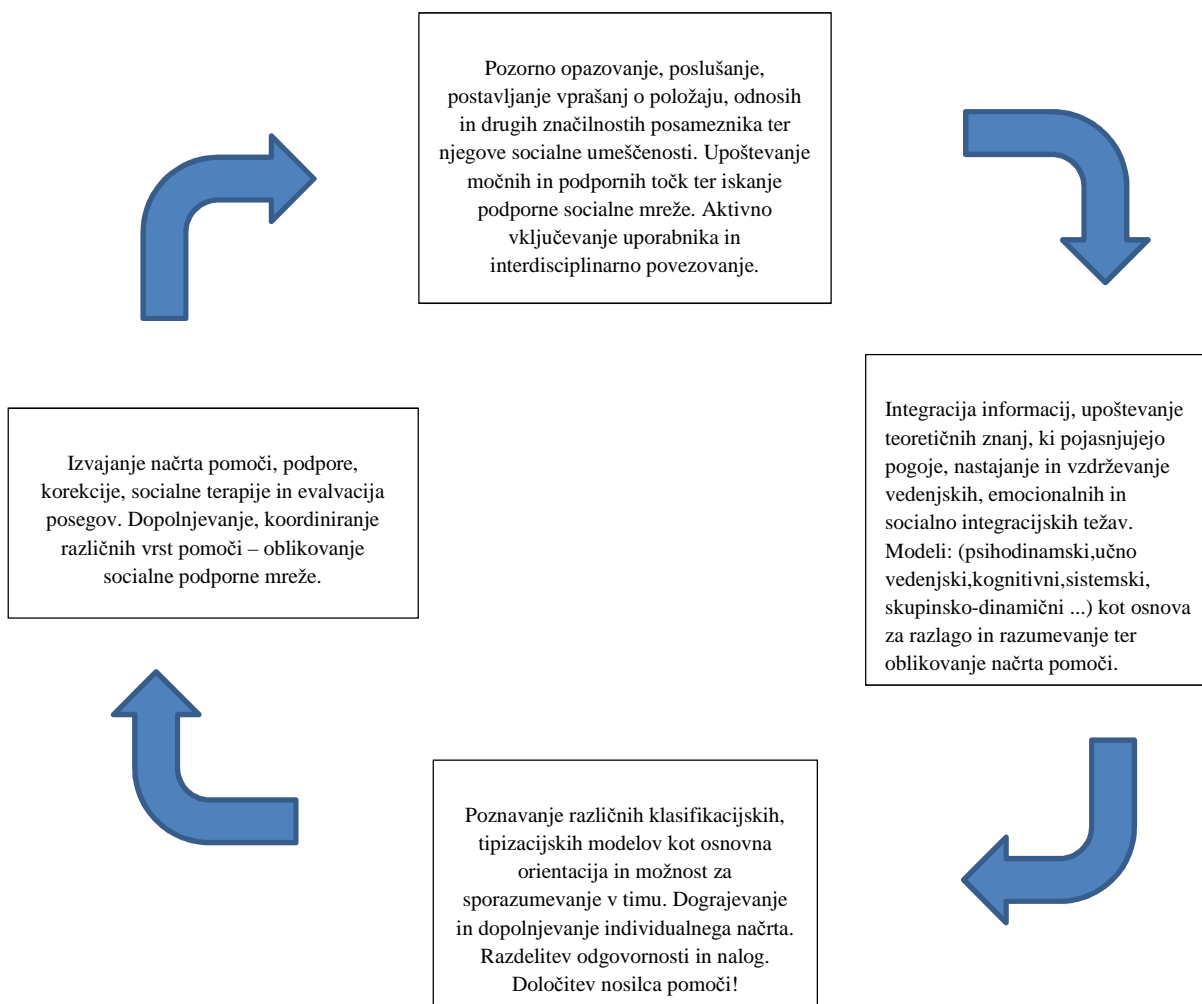 Pozorno opazovanje, poslušanje,
postavljanje vprašanj o položaju, odnosih
in drugih značilnostih posameznika ter
njegove socialne umeščenosti. Upoštevanje
močnih in podpornih točk ter iskanje
podporne socialne mreže. Aktivno
vključevanje uporabnika in
interdisciplinarno povezovanje.
Integracija informacij, upoštevanje
teoretičnih znanj, ki pojasnjujejo
pogoje, nastajanje in vzdrževanje
vedenjskih, emocionalnih in
socialno integracijskih težav.
Modeli: (psihodinamski,učno
vedenjski,kognitivni,sistemski,
skupinsko-dinamični ...) kot osnova
za razlago in razumevanje ter
oblikovanje načrta pomoči.
Poznavanje različnih klasifikacijskih,
tipizacijskih modelov kot osnovna
orientacija in možnost za
sporazumevanje v timu. Dograjevanje
in dopolnjevanje individualnega načrta.
Razdelitev odgovornosti in nalog.
Določitev nosilca pomoči!
Izvajanje načrta pomoči, podpore,
korekcije, socialne terapije in evalvacija
posegov. Dopolnjevanje, koordiniranje
različnih vrst pomoči – oblikovanje
socialne podporne mreže.